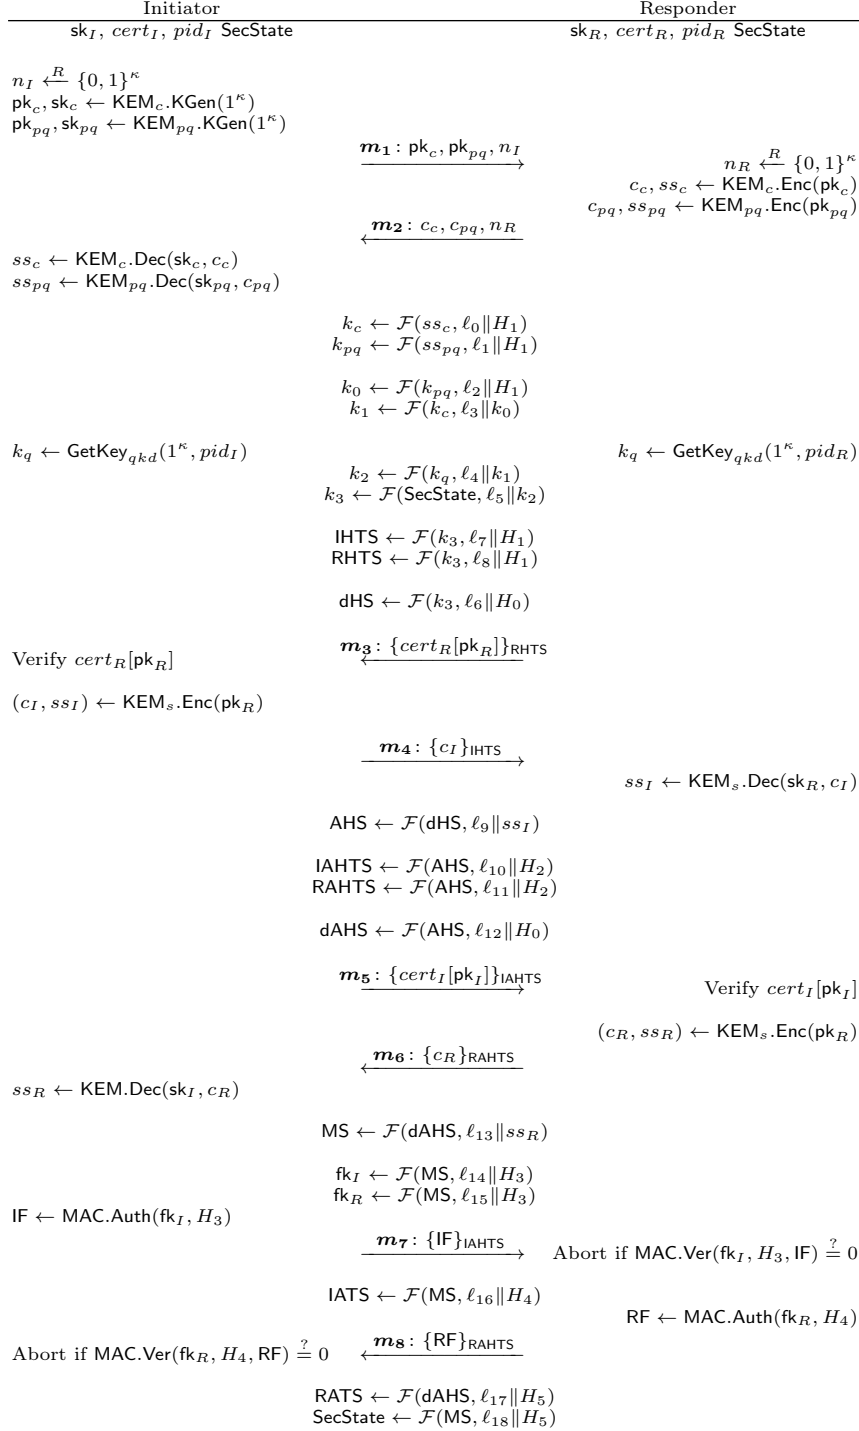 Initiator Responder
sk_I, cert_I, pid_I SecState sk_R, cert_R, pid_R SecState
n_I ←R {0, 1}^κ
pk_c, sk_c ← KEM_c.KGen(1^κ)
pk_pq, sk_pq ← KEM_pq.KGen(1^κ)
m_1: pk_c, pk_pq, n_I
n_R ←R {0, 1}^κ
c_c, ss_c ← KEM_c.Enc(pk_c)
c_pq, ss_pq ← KEM_pq.Enc(pk_pq)
m_2: c_c, c_pq, n_R
ss_c ← KEM_c.Dec(sk_c, c_c)
ss_pq ← KEM_pq.Dec(sk_pq, c_pq)
k_c ← F(ss_c, ℓ_0‖H_1)
k_pq ← F(ss_pq, ℓ_1‖H_1)
k_0 ← F(k_pq, ℓ_2‖H_1)
k_1 ← F(k_c, ℓ_3‖k_0)
k_q ← GetKey_qkd(1^κ, pid_I) k_q ← GetKey_qkd(1^κ, pid_R)
k_2 ← F(k_q, ℓ_4‖k_1)
k_3 ← F(SecState, ℓ_5‖k_2)
IHTS ← F(k_3, ℓ_7‖H_1)
RHTS ← F(k_3, ℓ_8‖H_1)
dHS ← F(k_3, ℓ_6‖H_0)
m_3: {cert_R[pk_R]}_RHTS
Verify cert_R[pk_R]
(c_I, ss_I) ← KEM_s.Enc(pk_R)
m_4: {c_I}_IHTS
ss_I ← KEM_s.Dec(sk_R, c_I)
AHS ← F(dHS, ℓ_9‖ss_I)
IAHTS ← F(AHS, ℓ_10‖H_2)
RAHTS ← F(AHS, ℓ_11‖H_2)
dAHS ← F(AHS, ℓ_12‖H_0)
m_5: {cert_I[pk_I]}_IAHTS
Verify cert_I[pk_I]
(c_R, ss_R) ← KEM_s.Enc(pk_R)
m_6: {c_R}_RAHTS
ss_R ← KEM.Dec(sk_I, c_R)
MS ← F(dAHS, ℓ_13‖ss_R)
fk_I ← F(MS, ℓ_14‖H_3)
fk_R ← F(MS, ℓ_15‖H_3)
IF ← MAC.Auth(fk_I, H_3)
m_7: {IF}_IAHTS
Abort if MAC.Ver(fk_I, H_3, IF) ≟ 0
IATS ← F(MS, ℓ_16‖H_4)
RF ← MAC.Auth(fk_R, H_4)
m_8: {RF}_RAHTS
Abort if MAC.Ver(fk_R, H_4, RF) ≟ 0
RATS ← F(dAHS, ℓ_17‖H_5)
SecState ← F(MS, ℓ_18‖H_5)